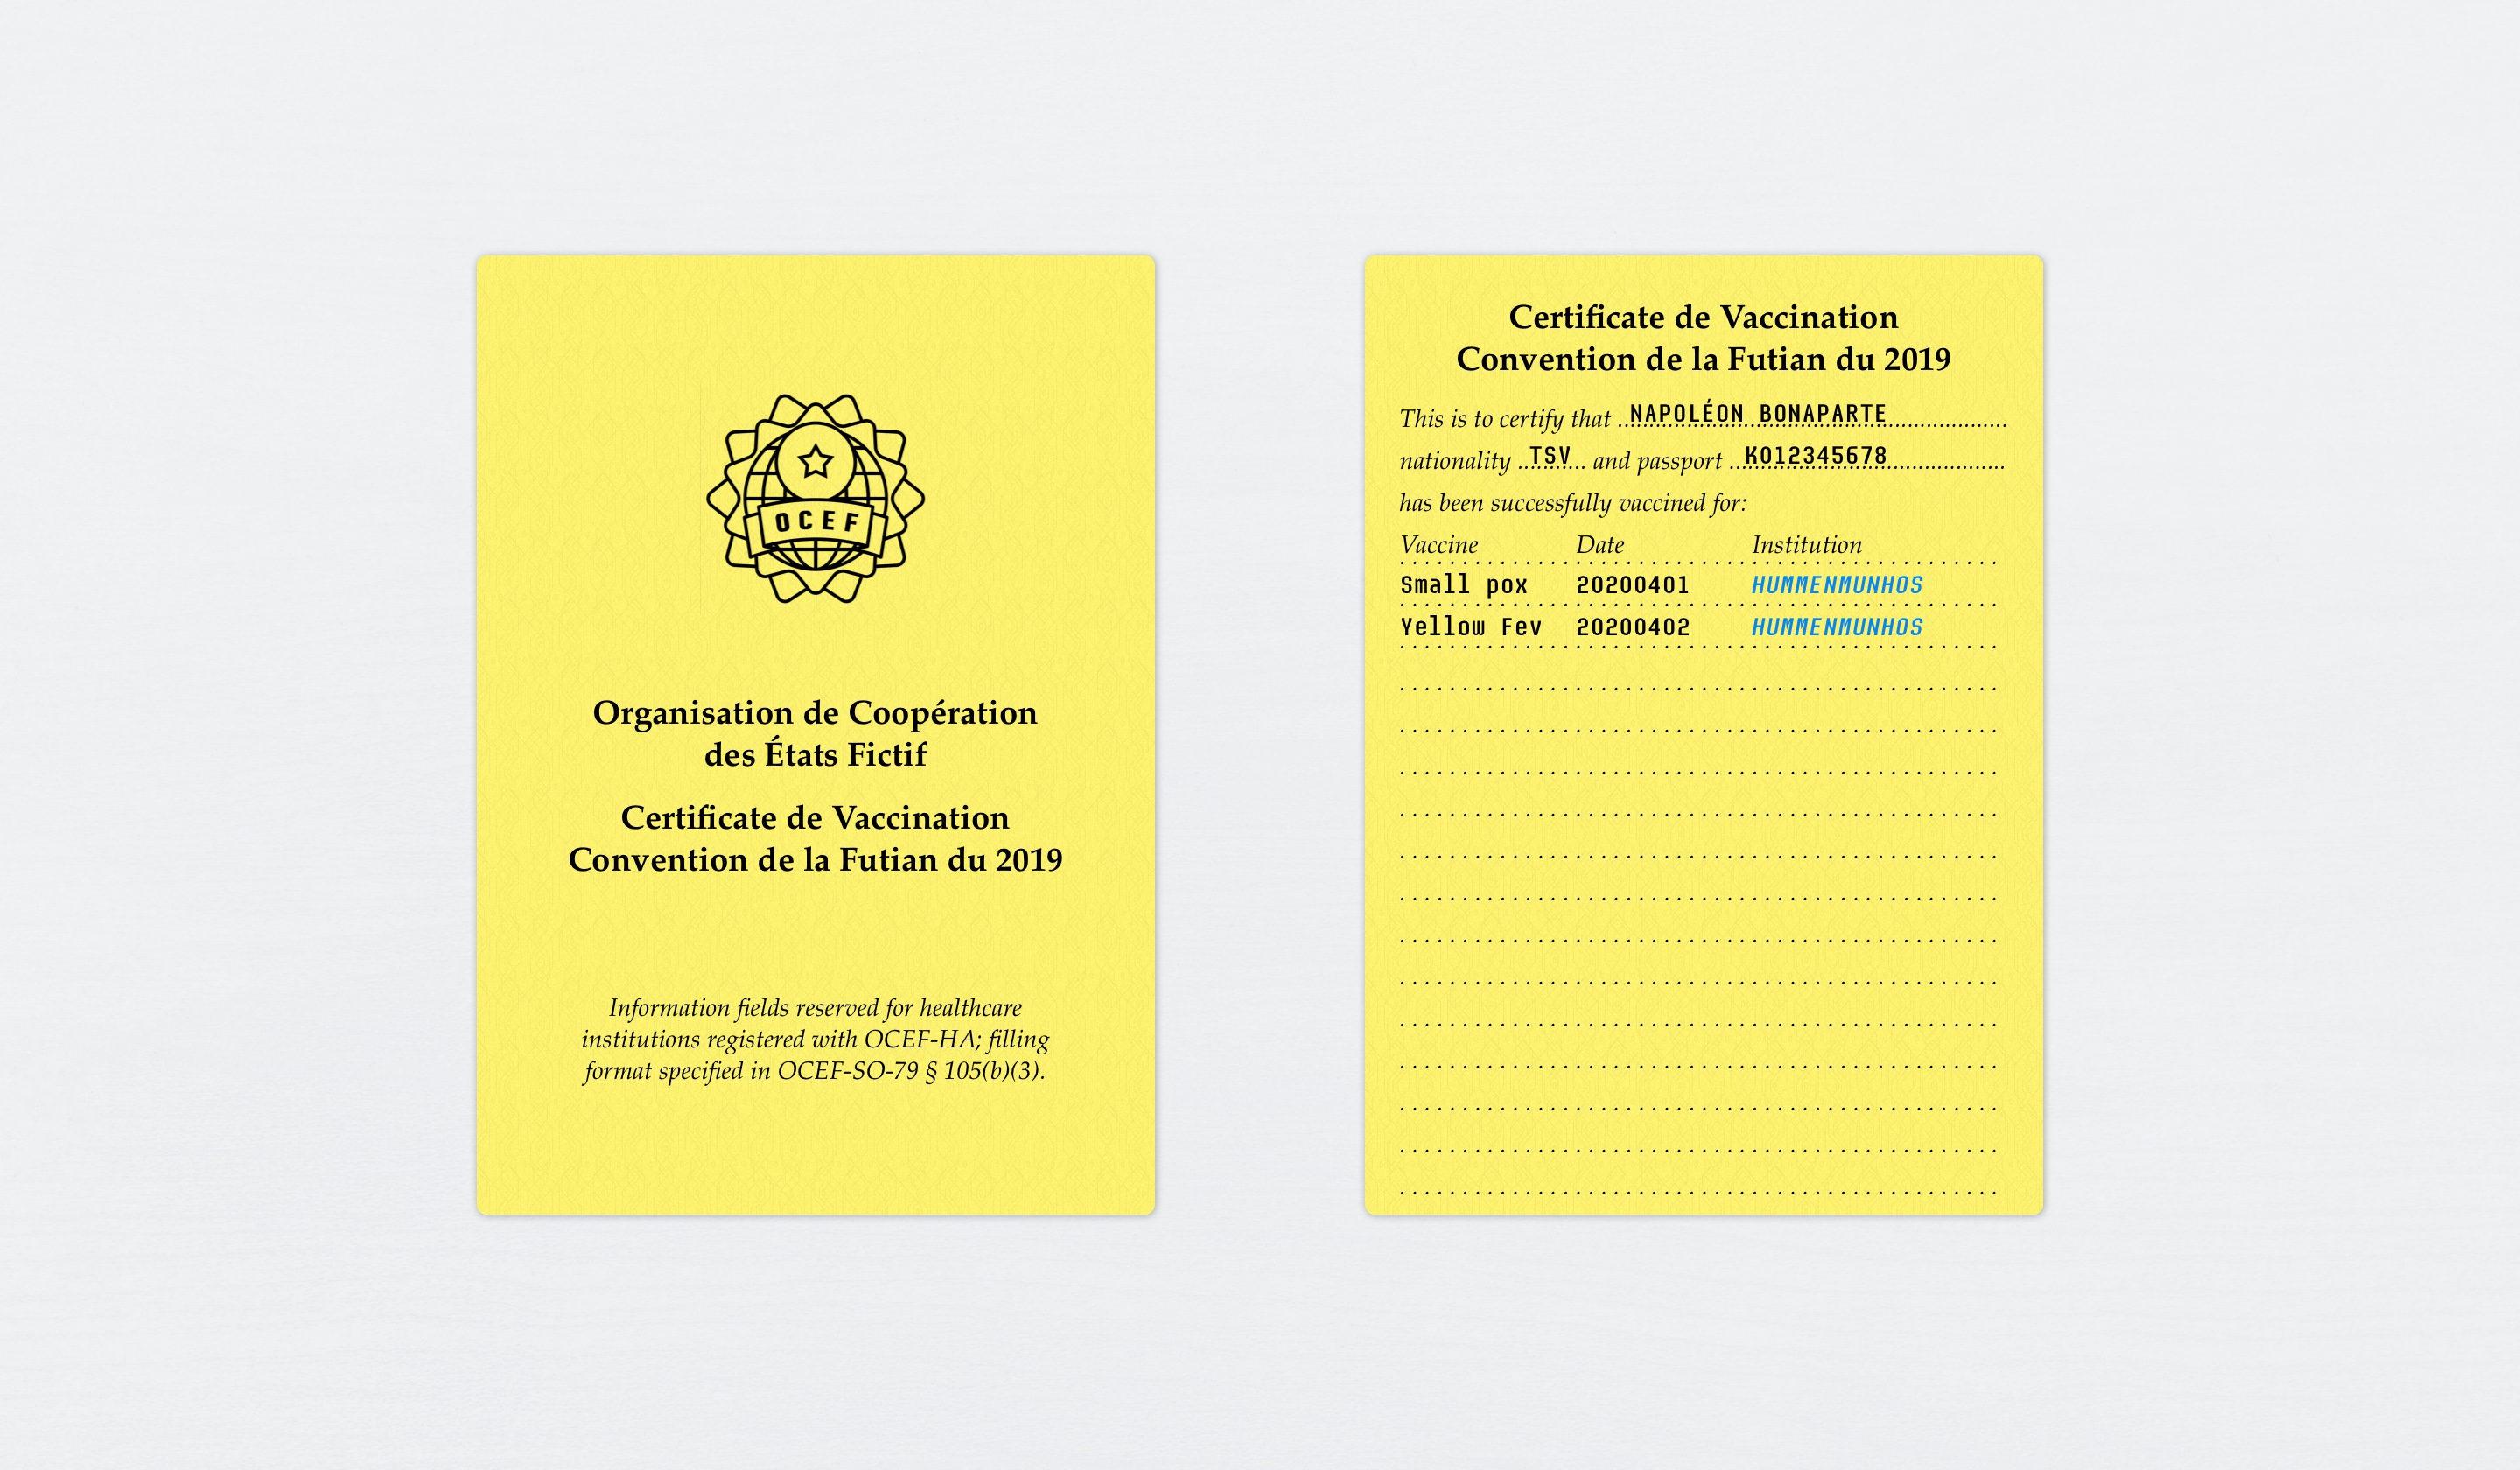 OCEF
Organisation de Coopération
des États Fictif
Certificate de Vaccination
Convention de la Futian du 2019
Information fields reserved for healthcare
institutions registered with OCEF-HA; filling
format specified in OCEF-SO-79 § 105(b)(3).
Certificate de Vaccination
Convention de la Futian du 2019
This is to certify that NAPOLÉON BONAPARTE
nationality TSV and passport K012345678
has been successfully vaccined for:
Vaccine Date Institution
Small pox 20200401 HUMMENMUNHOS
Yellow Fev 20200402 HUMMENMUNHOS